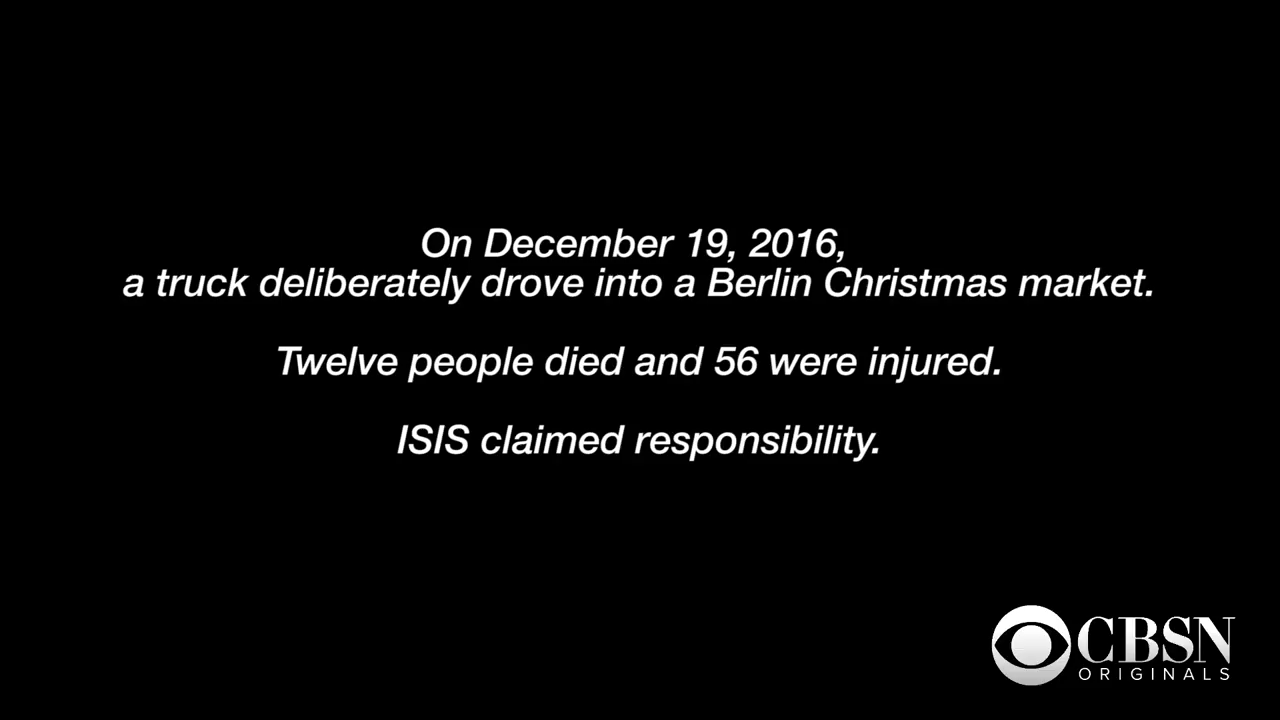 On December 19, 2016,
a truck deliberately drove into a Berlin Christmas market.
Twelve people died and 56 were injured.
ISIS claimed responsibility.
CBSN
ORIGINALS